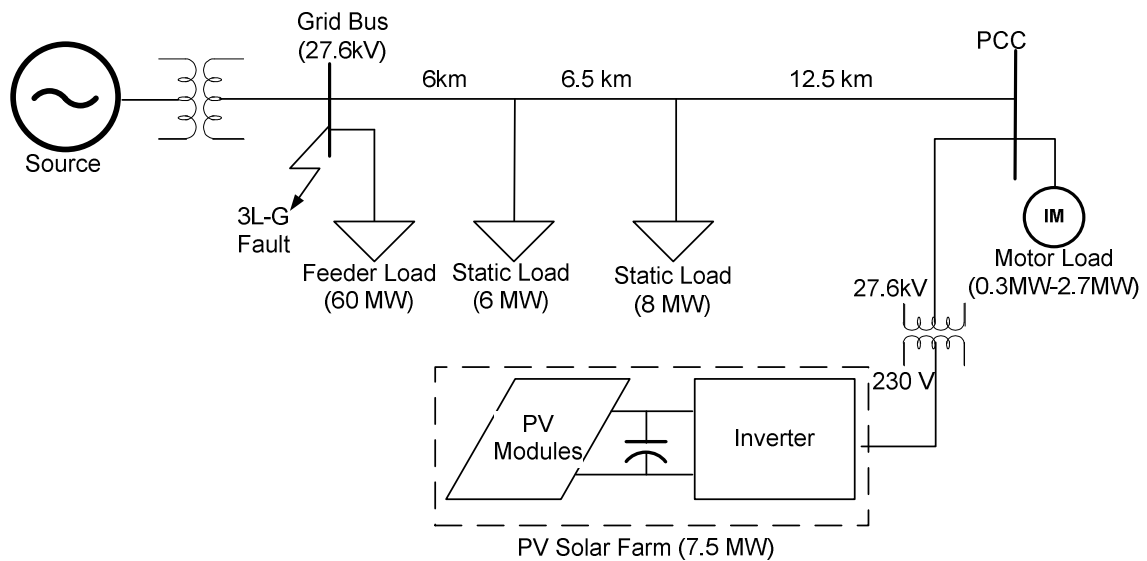 Grid Bus
(27.6kV)
PCC
6km
6.5 km
12.5 km
Source
3L-G
Fault
Feeder Load
(60 MW)
Static Load
(6 MW)
Static Load
(8 MW)
IM
Motor Load
(0.3MW-2.7MW)
27.6kV
230 V
PV
Modules
Inverter
PV Solar Farm (7.5 MW)